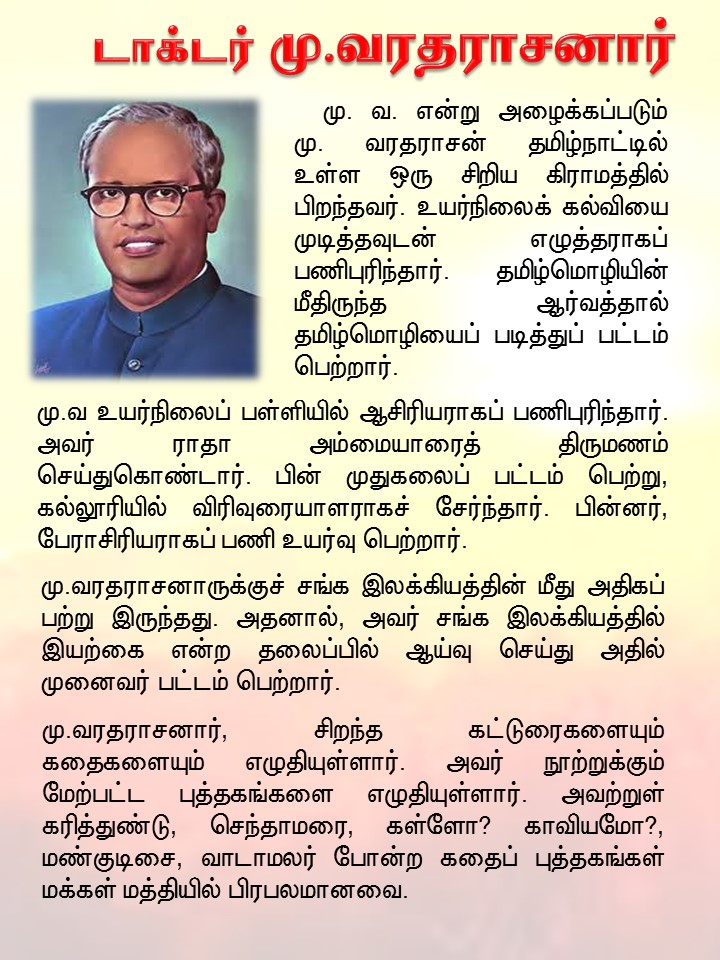 டாக்டர் மு.வரதராசனார்
மு. வ. என்று அழைக்கப்படும்
மு. வரதராசன் தமிழ்நாட்டில்
உள்ள ஒரு சிறிய கிராமத்தில்
பிறந்தவர். உயர்நிலைக் கல்வியை
முடித்தவுடன் எழுத்தராகப்
பணிபுரிந்தார். தமிழ்மொழியின்
மீதிருந்த ஆர்வத்தால்
தமிழ்மொழியைப் படித்துப் பட்டம்
பெற்றார்.
மு.வ உயர்நிலைப் பள்ளியில் ஆசிரியராகப் பணிபுரிந்தார்.
அவர் ராதா அம்மையாரைத் திருமணம்
செய்துகொண்டார். பின் முதுகலைப் பட்டம் பெற்று,
கல்லூரியில் விரிவுரையாளராகச் சேர்ந்தார். பின்னர்,
பேராசிரியராகப் பணி உயர்வு பெற்றார்.
மு.வரதராசனாருக்குச் சங்க இலக்கியத்தின் மீது அதிகப்
பற்று இருந்தது. அதனால், அவர் சங்க இலக்கியத்தில்
இயற்கை என்ற தலைப்பில் ஆய்வு செய்து அதில்
முனைவர் பட்டம் பெற்றார்.
மு.வரதராசனார், சிறந்த கட்டுரைகளையும்
கதைகளையும் எழுதியுள்ளார். அவர் நூற்றுக்கும்
மேற்பட்ட புத்தகங்களை எழுதியுள்ளார். அவற்றுள்
கரித்துண்டு, செந்தாமரை, கள்ளோ? காவியமோ?,
மண்குடிசை, வாடாமலர் போன்ற கதைப் புத்தகங்கள்
மக்கள் மத்தியில் பிரபலமானவை.